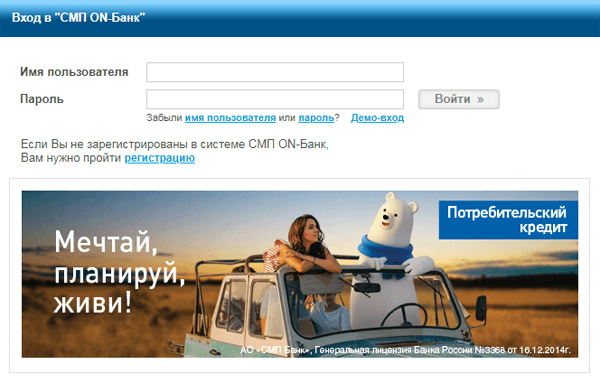 Вход в "СМП ON-Банк"
Имя пользователя
Пароль
Войти »
Забыли имя пользователя или пароль? Демо-вход
Если Вы не зарегистрированы в системе СМП ON-Банк,
Вам нужно пройти регистрацию
Потребительский
кредит
Мечтай,
планируй,
живи!
АО «СМП Банк», Генеральная лицензия Банка России №3368 от 16.12.2014г.